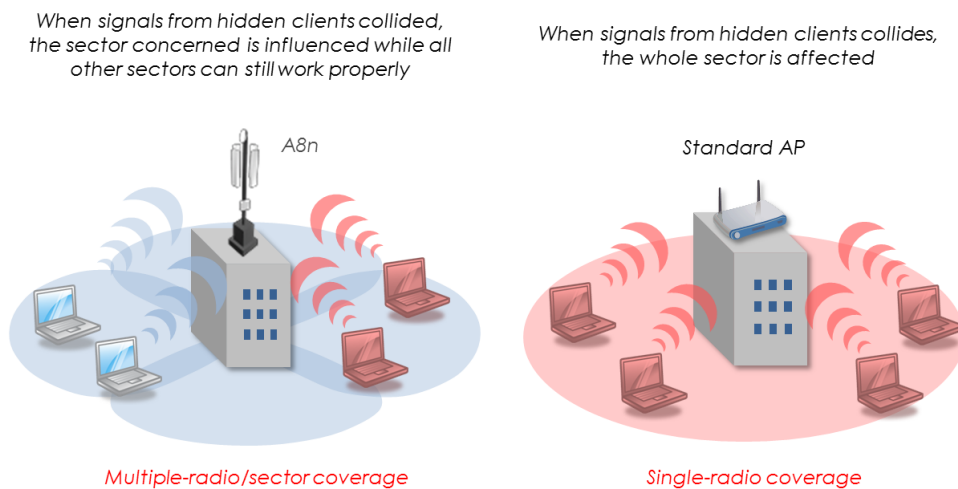 When signals from hidden clients collided,
the sector concerned is influenced while all
other sectors can still work properly
A8n
Multiple-radio/sector coverage
When signals from hidden clients collides,
the whole sector is affected
Standard AP
Single-radio coverage